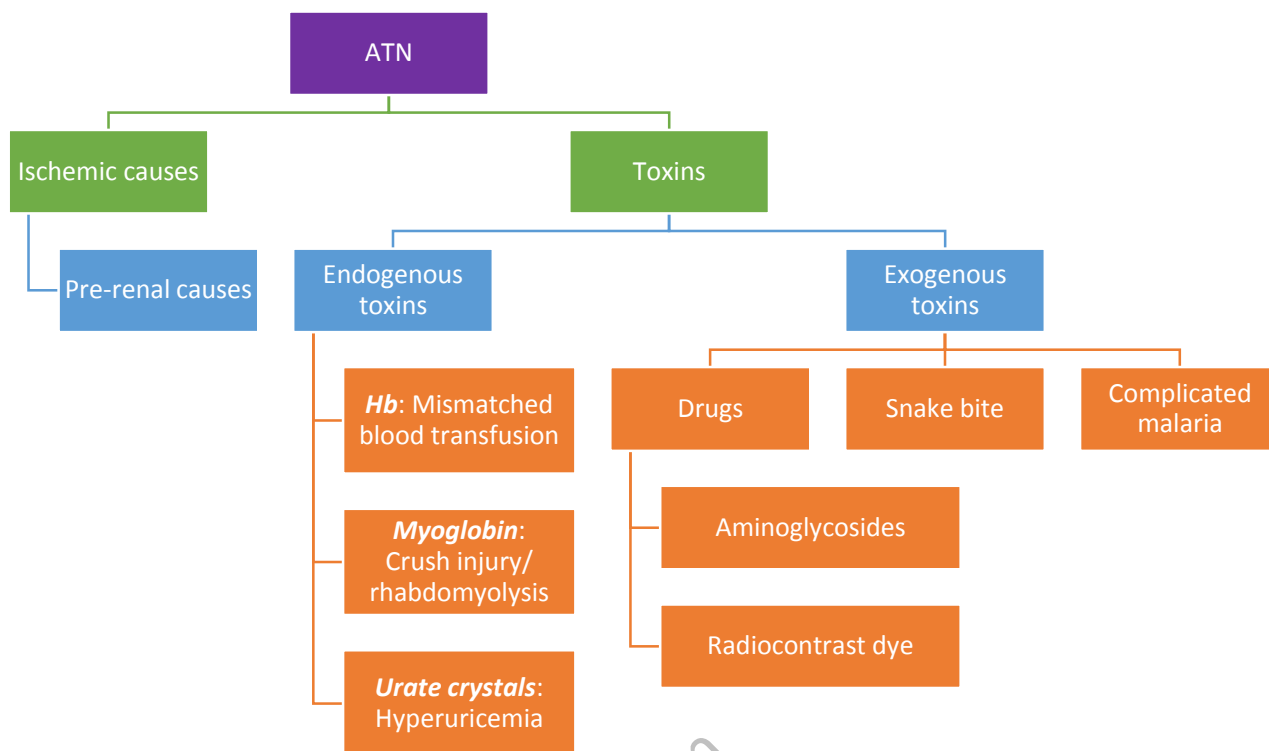 ATN
Ischemic causes
Toxins
Pre-renal causes
Endogenous
toxins
Exogenous
toxins
Hb: Mismatched
blood transfusion
Drugs
Snake bite
Complicated
malaria
Myoglobin:
Crush injury/
rhabdomyolysis
Aminoglycosides
Radiocontrast dye
Urate crystals:
Hyperuricemia